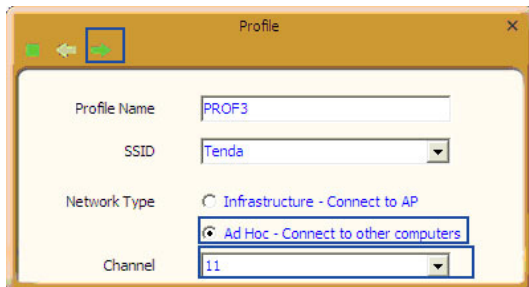 Profile
Profile Name PROF3
SSID Tenda
Network Type Infrastructure - Connect to AP
Ad Hoc - Connect to other computers
Channel 11